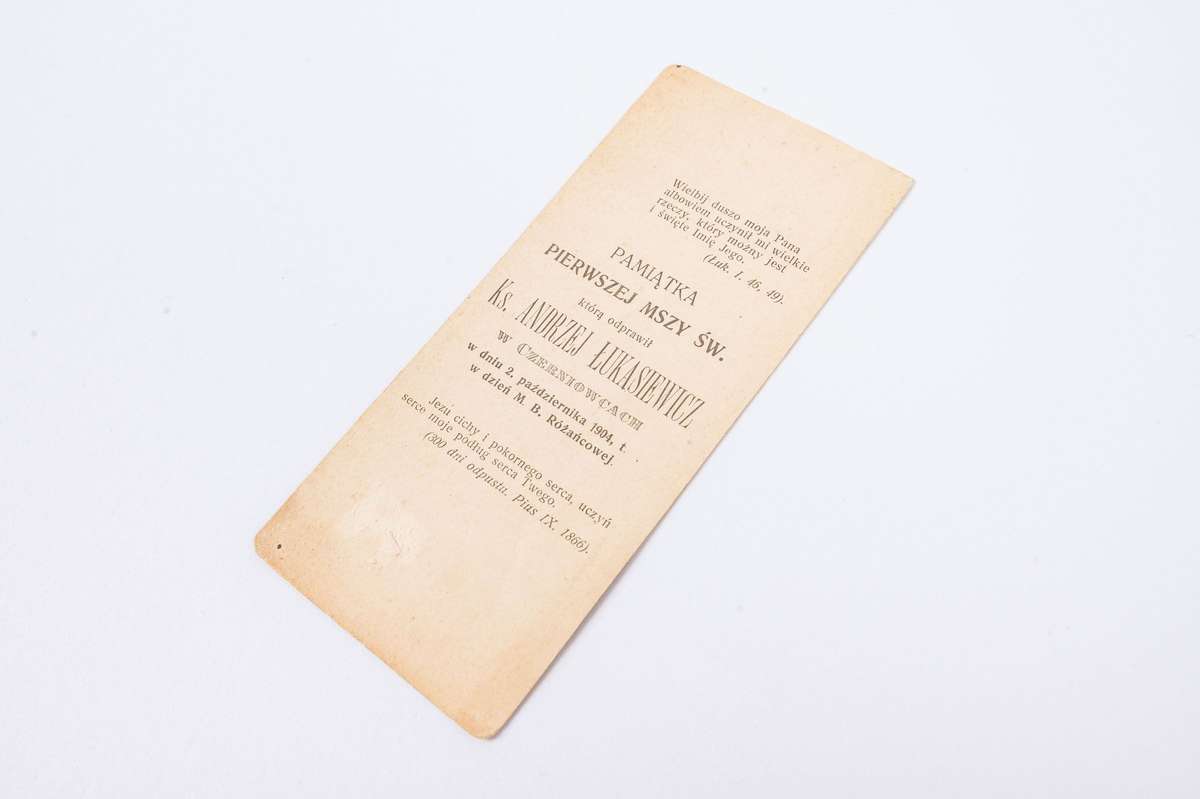 Wielbij duszo moja Pana
albowiem uczynił mi wielkie
rzeczy, który możny jest
i święte Imię Jego.
(Łuk. I. 46, 49).
PAMIĄTKA
PIERWSZEJ MSZY ŚW.
którą odprawił
Ks. ANDRZEJ ŁUKASIEWICZ
w CZERNIOWCACH
w dniu 2. października 1904, t.
w dzień M. B. Różańcowej.
Jezu cichy i pokornego serca, uczyń
serce moje podług serca Twego.
(300 dni odpustu. Pius IX. 1866).